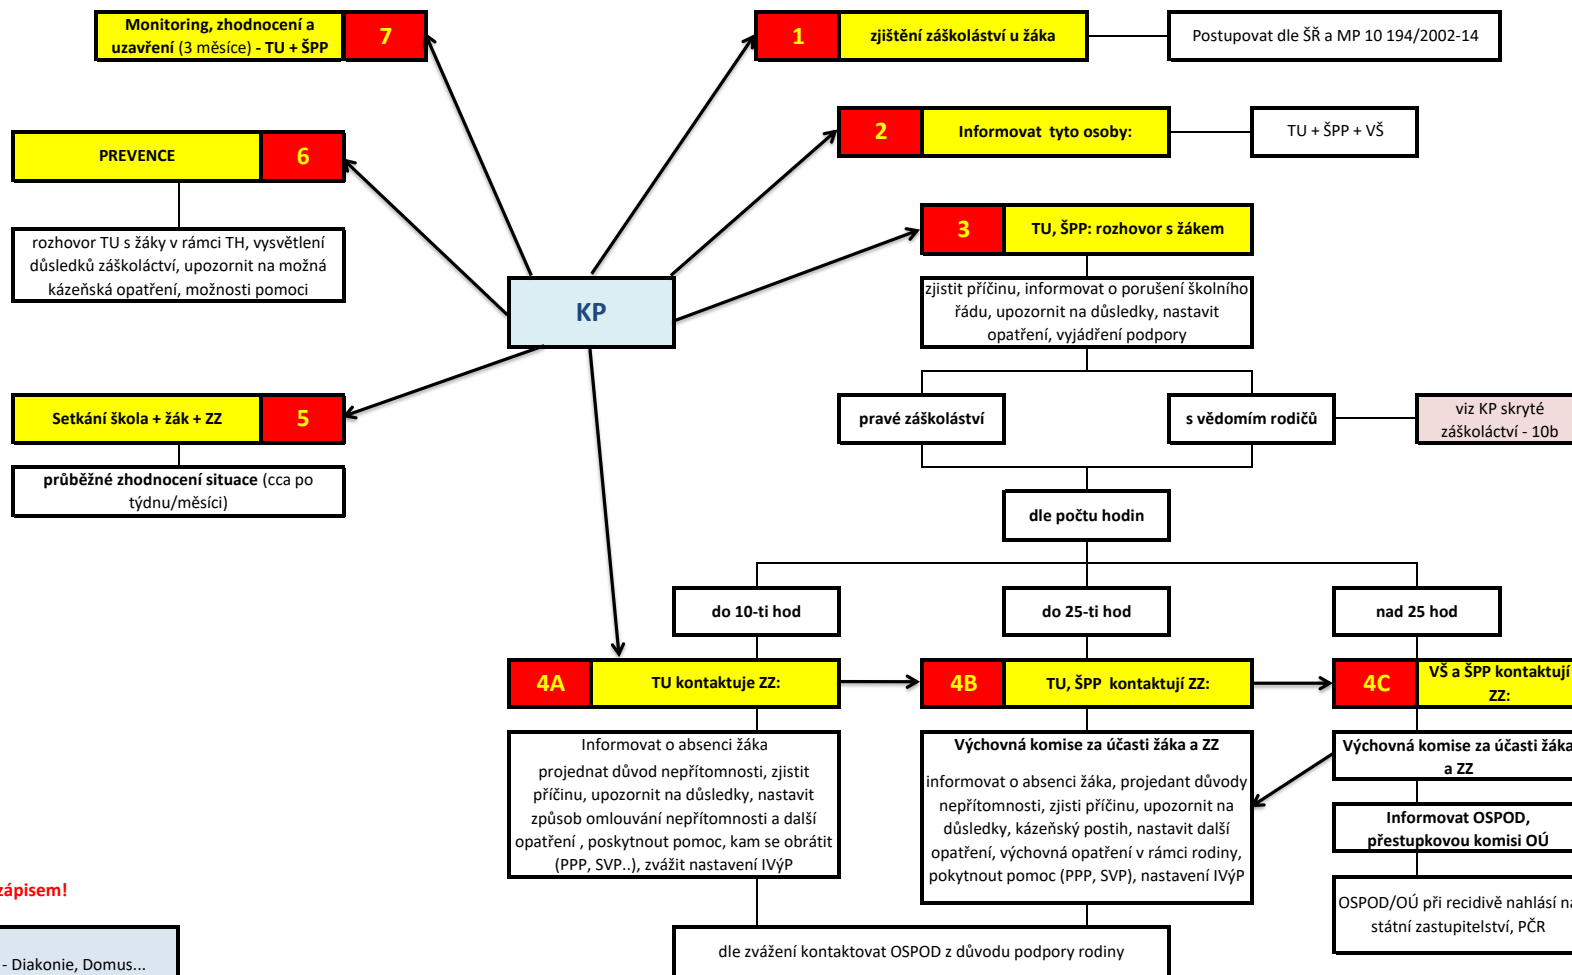 Monitoring, zhodnocení a
uzavření (3 měsíce) - TU + ŠPP
7
1
zjištění záškoláství u žáka
Postupovat dle ŠŘ a MP 10 194/2002-14
2
Informovat tyto osoby:
TU + ŠPP + VŠ
PREVENCE
6
rozhovor TU s žáky v rámci TH, vysvětlení
důsledků záškoláctví, upozornit na možná
kázeňská opatření, možnosti pomoci
3
TU, ŠPP: rozhovor s žákem
zjistit příčinu, informovat o porušení školního
řádu, upozornit na důsledky, nastavit
opatření, vyjádření podpory
KP
Setkání škola + žák + ZZ
5
průběžné zhodnocení situace (cca po
týdnu/měsíci)
pravé záškoláství
s vědomím rodičů
viz KP skryté
záškoláctví - 10b
dle počtu hodin
do 10-ti hod
do 25-ti hod
nad 25 hod
4A
TU kontaktuje ZZ:
4B
TU, ŠPP kontaktují ZZ:
4C
VŠ a ŠPP kontaktují
ZZ:
Informovat o absenci žáka
projednat důvod nepřítomnosti, zjistit
příčinu, upozornit na důsledky, nastavit
způsob omlouvání nepřítomnosti a další
opatření , poskytnout pomoc, kam se obrátit
(PPP, SVP..), zvážit nastavení IVýP
Výchovná komise za účasti žáka a ZZ
informovat o absenci žáka, projedant důvody
nepřítomnosti, zjisti příčinu, upozornit na
důsledky, kázeňský postih, nastavit další
opatření, výchovná opatření v rámci rodiny,
pokytnout pomoc (PPP, SVP), nastavení IVýP
Výchovná komise za účasti žáka
a ZZ
Informovat OSPOD,
přestupkovou komisi OÚ
OSPOD/OÚ při recidivě nahlásí na
státní zastupitelství, PČR
dle zvážení kontaktovat OSPOD z důvodu podpory rodiny
zápisem!
- Diakonie, Domus...